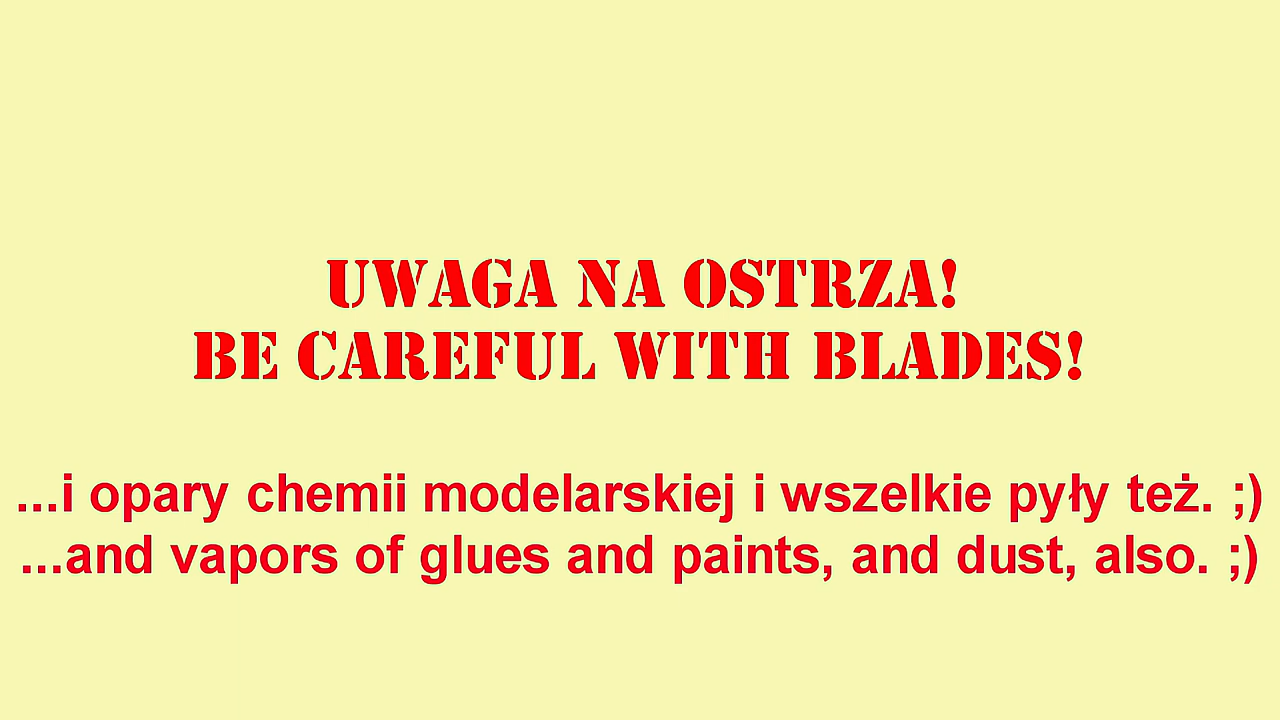 UWAGA NA OSTRZA!
BE CAREFUL WITH BLADES!
...i opary chemii modelarskiej i wszelkie pyły też. ;)
...and vapors of glues and paints, and dust, also. ;)